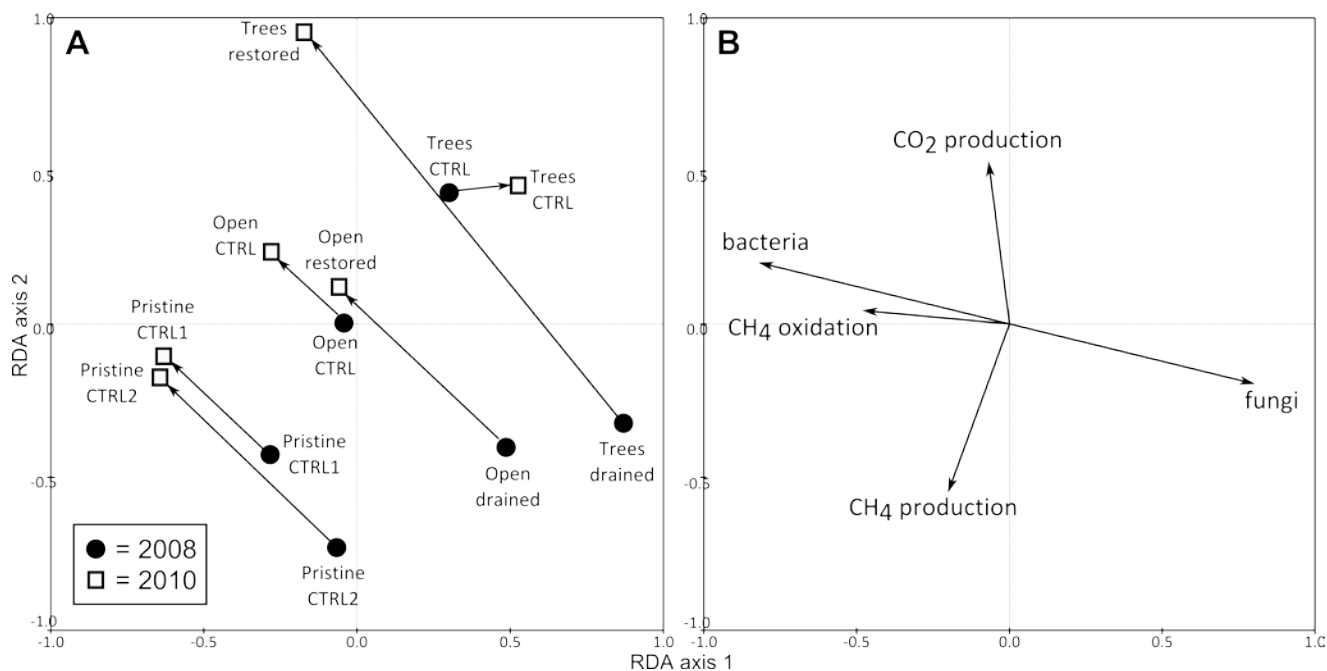 A
Trees
restored
Trees
CTRL
Trees
CTRL
Open
CTRL
Open
restored
Open
CTRL
Pristine
CTRL1
Pristine
CTRL2
Pristine
CTRL1
Pristine
CTRL2
Open
drained
Trees
drained
● = 2008
□ = 2010
1.0
0.5
0.0
-0.5
-1.0
RDA axis 2
-1.0 -0.5 0.0 0.5 1.0
B
CO2 production
bacteria
CH4 oxidation
fungi
CH4 production
1.0
0.5
0.0
-0.5
-1.0
-1.0 -0.5 0.0 0.5 1.0
RDA axis 1